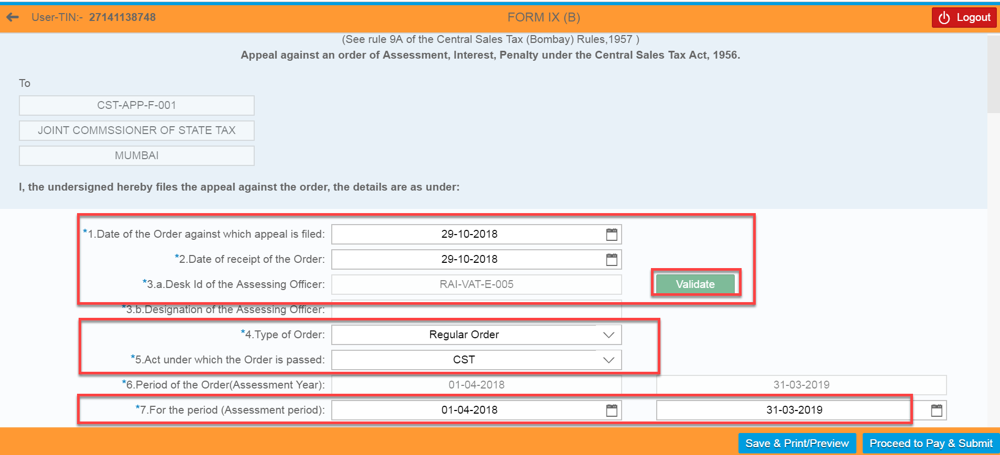 User-TIN:- 27141138748 FORM IX (B) Logout
(See rule 9A of the Central Sales Tax (Bombay) Rules,1957 )
Appeal against an order of Assessment, Interest, Penalty under the Central Sales Tax Act, 1956.
To
CST-APP-F-001
JOINT COMMSSIONER OF STATE TAX
MUMBAI
I, the undersigned hereby files the appeal against the order, the details are as under:
*1.Date of the Order against which appeal is filed: 29-10-2018
*2.Date of receipt of the Order: 29-10-2018
*3.a.Desk Id of the Assessing Officer: RAI-VAT-E-005 Validate
*3.b.Designation of the Assessing Officer:
*4.Type of Order: Regular Order
*5.Act under which the Order is passed: CST
*6.Period of the Order(Assessment Year): 01-04-2018 31-03-2019
*7.For the period (Assessment period): 01-04-2018 31-03-2019
Save & Print/Preview Proceed to Pay & Submit